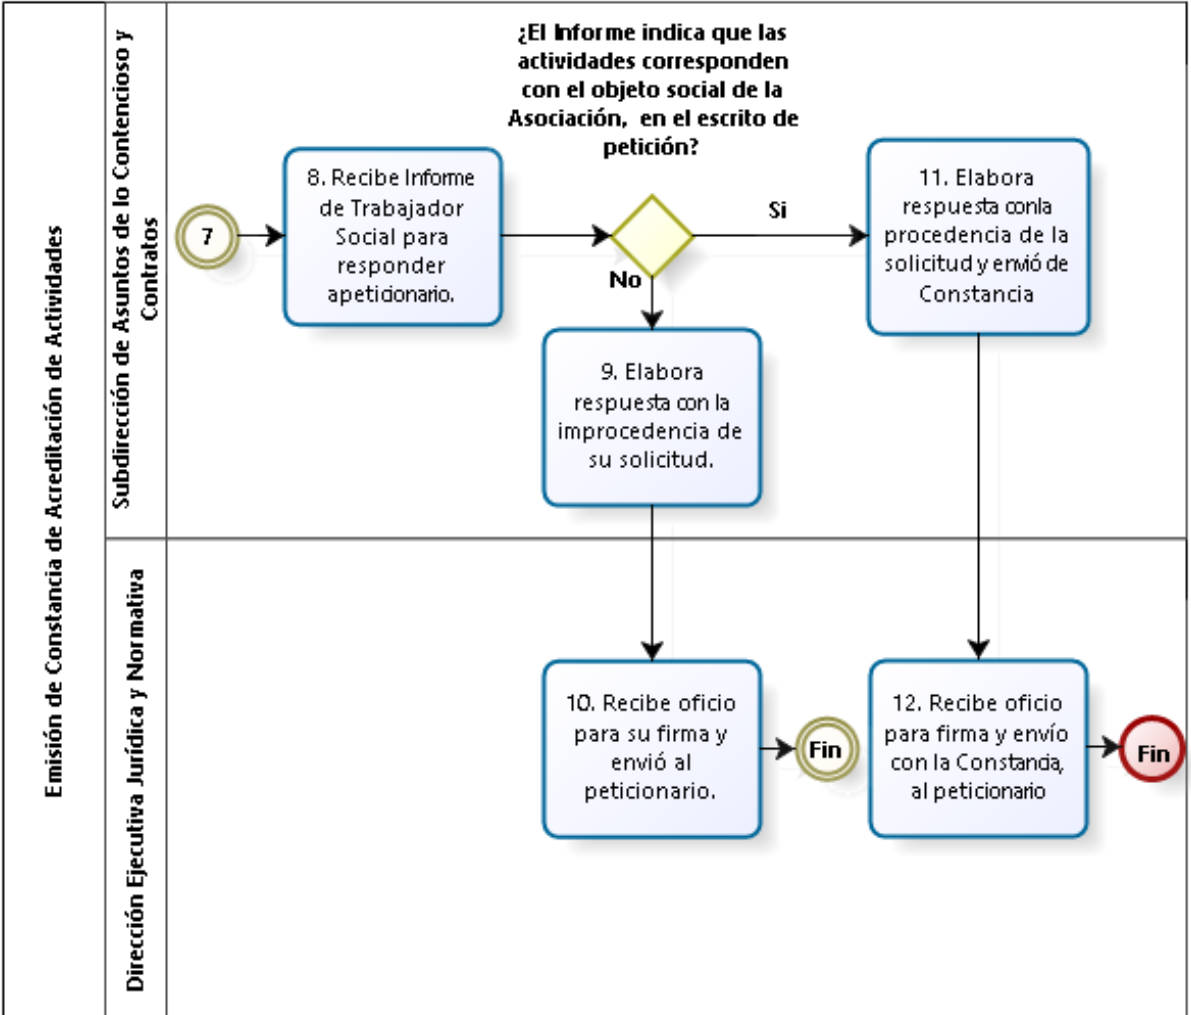 Emisión de Constancia de Acreditación de Actividades
Subdirección de Asuntos de lo Contencioso y
Contratos
¿El Informe indica que las
actividades corresponden
con el objeto social de la
Asociación, en el escrito de
petición?
7
8. Recibe Informe
de Trabajador
Social para
responder
apeticionario.
Si
No
11. Elabora
respuesta conla
procedencia de la
solicitud y envió de
Constancia
9. Elabora
respuesta con la
improcedencia de
su solicitud.
Dirección Ejecutiva Jurídica y Normativa
10. Recibe oficio
para su firma y
envió al
peticionario.
Fin
12. Recibe oficio
para firma y envío
con la Constancia,
al peticionario
Fin